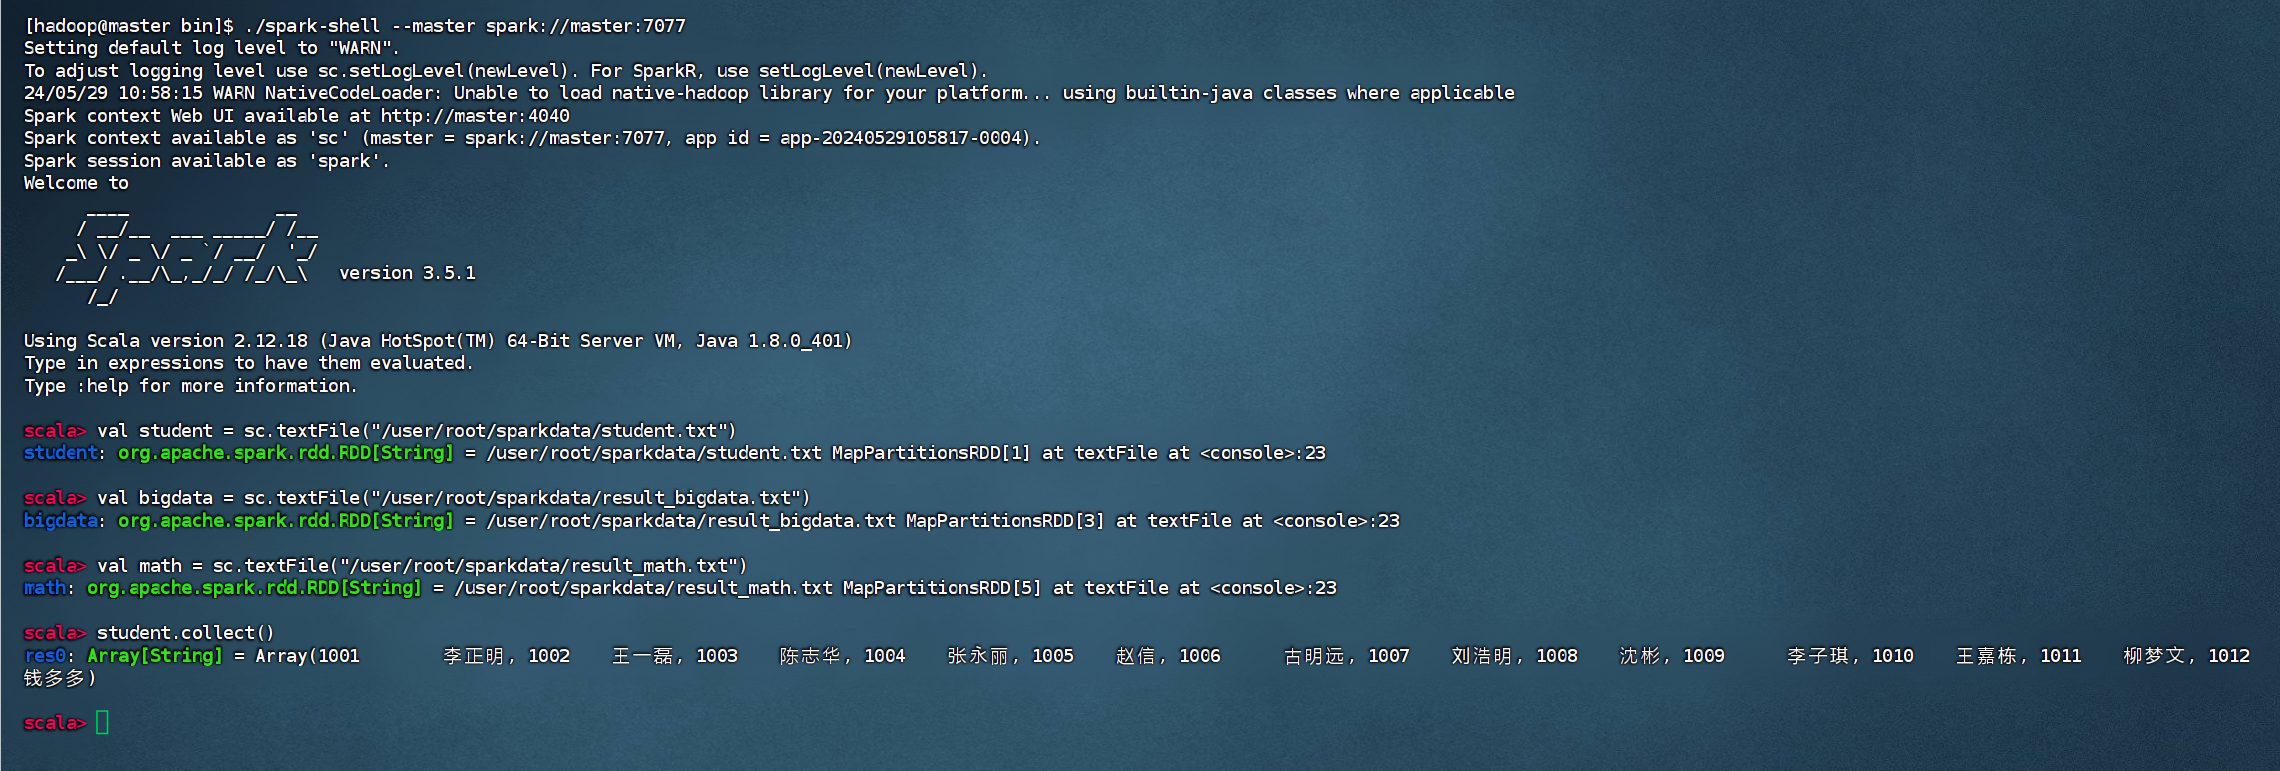 [hadoop@master bin]$ ./spark-shell --master spark://master:7077
Setting default log level to "WARN".
To adjust logging level use sc.setLogLevel(newLevel). For SparkR, use setLogLevel(newLevel).
24/05/29 10:58:15 WARN NativeCodeLoader: Unable to load native-hadoop library for your platform... using builtin-java classes where applicable
Spark context Web UI available at http://master:4040
Spark context available as 'sc' (master = spark://master:7077, app id = app-20240529105817-0004).
Spark session available as 'spark'.
Welcome to
      ____              __
     / __/__  ___ _____/ /__
    _\ \/ _ \/ _ `/ __/  '_/
   /___/ .__/\_,_/_/ /_/\_\   version 3.5.1
      /_/
Using Scala version 2.12.18 (Java HotSpot(TM) 64-Bit Server VM, Java 1.8.0_401)
Type in expressions to have them evaluated.
Type :help for more information.
scala> val student = sc.textFile("/user/root/sparkdata/student.txt")
student: org.apache.spark.rdd.RDD[String] = /user/root/sparkdata/student.txt MapPartitionsRDD[1] at textFile at <console>:23
scala> val bigdata = sc.textFile("/user/root/sparkdata/result_bigdata.txt")
bigdata: org.apache.spark.rdd.RDD[String] = /user/root/sparkdata/result_bigdata.txt MapPartitionsRDD[3] at textFile at <console>:23
scala> val math = sc.textFile("/user/root/sparkdata/result_math.txt")
math: org.apache.spark.rdd.RDD[String] = /user/root/sparkdata/result_math.txt MapPartitionsRDD[5] at textFile at <console>:23
scala> student.collect()
res0: Array[String] = Array(1001        李正明, 1002    王一磊, 1003    陈志华, 1004    张永丽, 1005    赵信, 1006      古明远, 1007    刘浩明, 1008    沈彬, 1009      李子琪, 1010    王嘉栋, 1011    柳梦文, 1012
钱多多)
scala>